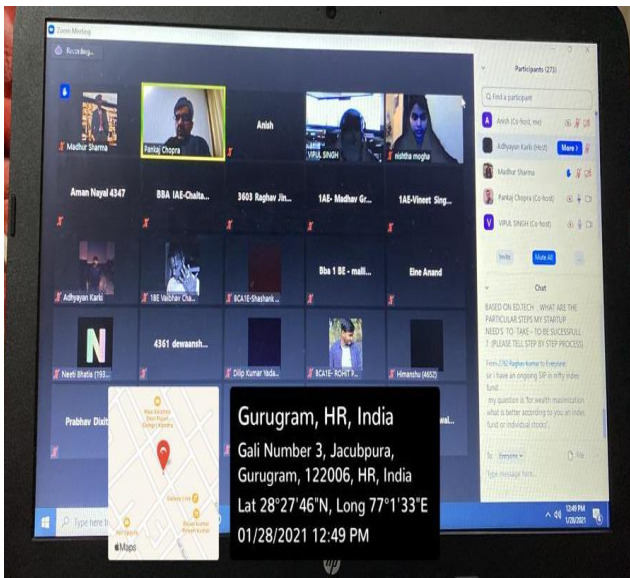 Zoom Meeting
Recording...
Participants (273)
Find a participant
A Anish (Co-host, me)
Adhyayan Karki (Host)
More >
Madhur Sharma
Pankaj Chopra (Co-host)
V VIPUL SINGH (Co-host)
Invite
Mute All
Chat
BASED ON ED.TECH , WHAT ARE THE
PARTICULAR STEPS MY STARTUP
NEED'S TO- TAKE - TO BE SUCESSFULL
? (PLEASE TELL STEP BY STEP PROCESS)
From 2762 Raghav Kumar to Everyone:
sir i have an ongoing SIP in nifty index
fund.
my question is 'for wealth maximization
what is better according to you an index
fund or individual stocks'.
To: Everyone
File
Type message here...
Madhur Sharma
Pankaj Chopra
Anish
VIPUL SINGH
nishtha mogha
Aman Nayal 4347
BBA IAE-Chaita...
3603 Raghav Jin...
1AE- Madhav Gr...
1AE-Vineet Sing...
Adhyayan Karki
1BE Vaibhav Cha...
BCA1E-Shashank ...
Bba 1 BE - malli...
Eine Anand
N
Neeti Bhatia (193...
4361 dewaansh...
Dilip Kumar Yada...
BCA1E- ROHIT P...
Himanshu (4652)
Prabhav Dixit
wal...
Type here t
12:49 PM
1/28/2021
Maps
Gurugram, HR, India
Gali Number 3, Jacubpura,
Gurugram, 122006, HR, India
Lat 28°27'46"N, Long 77°1'33"E
01/28/2021 12:49 PM
hp